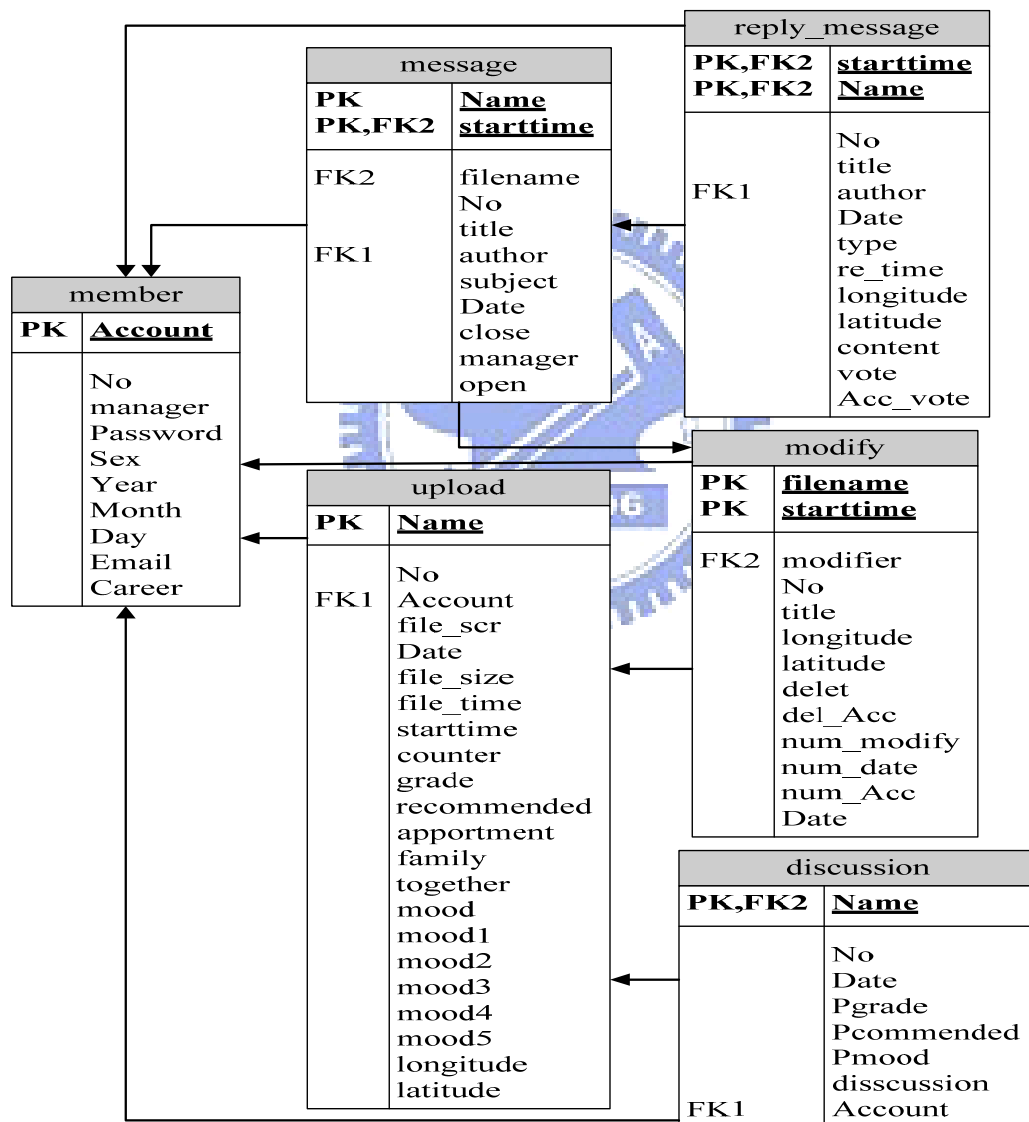 reply_message
PK,FK2 starttime
PK,FK2 Name
No
title
FK1 author
Date
type
re_time
longitude
latitude
content
vote
Acc_vote
message
PK Name
PK,FK2 starttime
FK2 filename
No
title
FK1 author
subject
Date
close
manager
open
member
PK Account
No
manager
Password
Sex
Year
Month
Day
Email
Career
upload
PK Name
No
FK1 Account
file_scr
Date
file_size
file_time
starttime
counter
grade
recommended
apportment
family
together
mood
mood1
mood2
mood3
mood4
mood5
longitude
latitude
modify
PK filename
PK starttime
FK2 modifier
No
title
longitude
latitude
delet
del_Acc
num_modify
num_date
num_Acc
Date
discussion
PK,FK2 Name
No
Date
Pgrade
Pcommended
Pmood
disscussion
FK1 Account